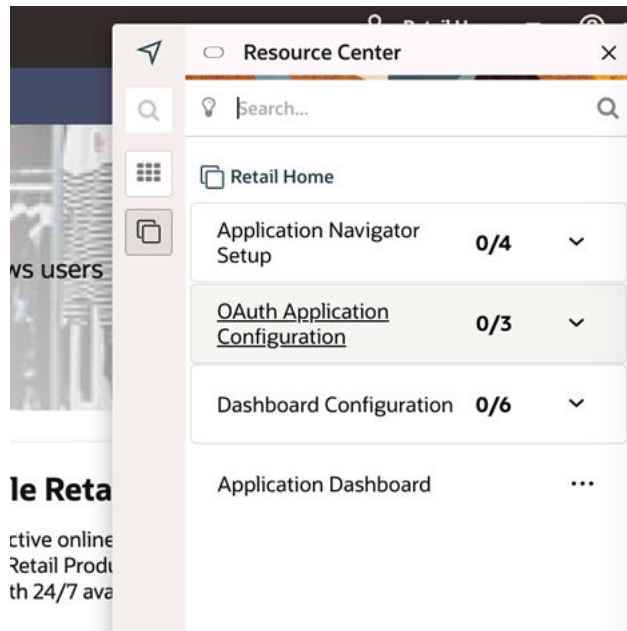 Resource Center
Search...
Retail Home
Application Navigator
Setup
0/4
OAuth Application
Configuration
0/3
Dashboard Configuration 0/6
Application Dashboard
ws users
le Reta
ctive online
Retail Produ
th 24/7 ava